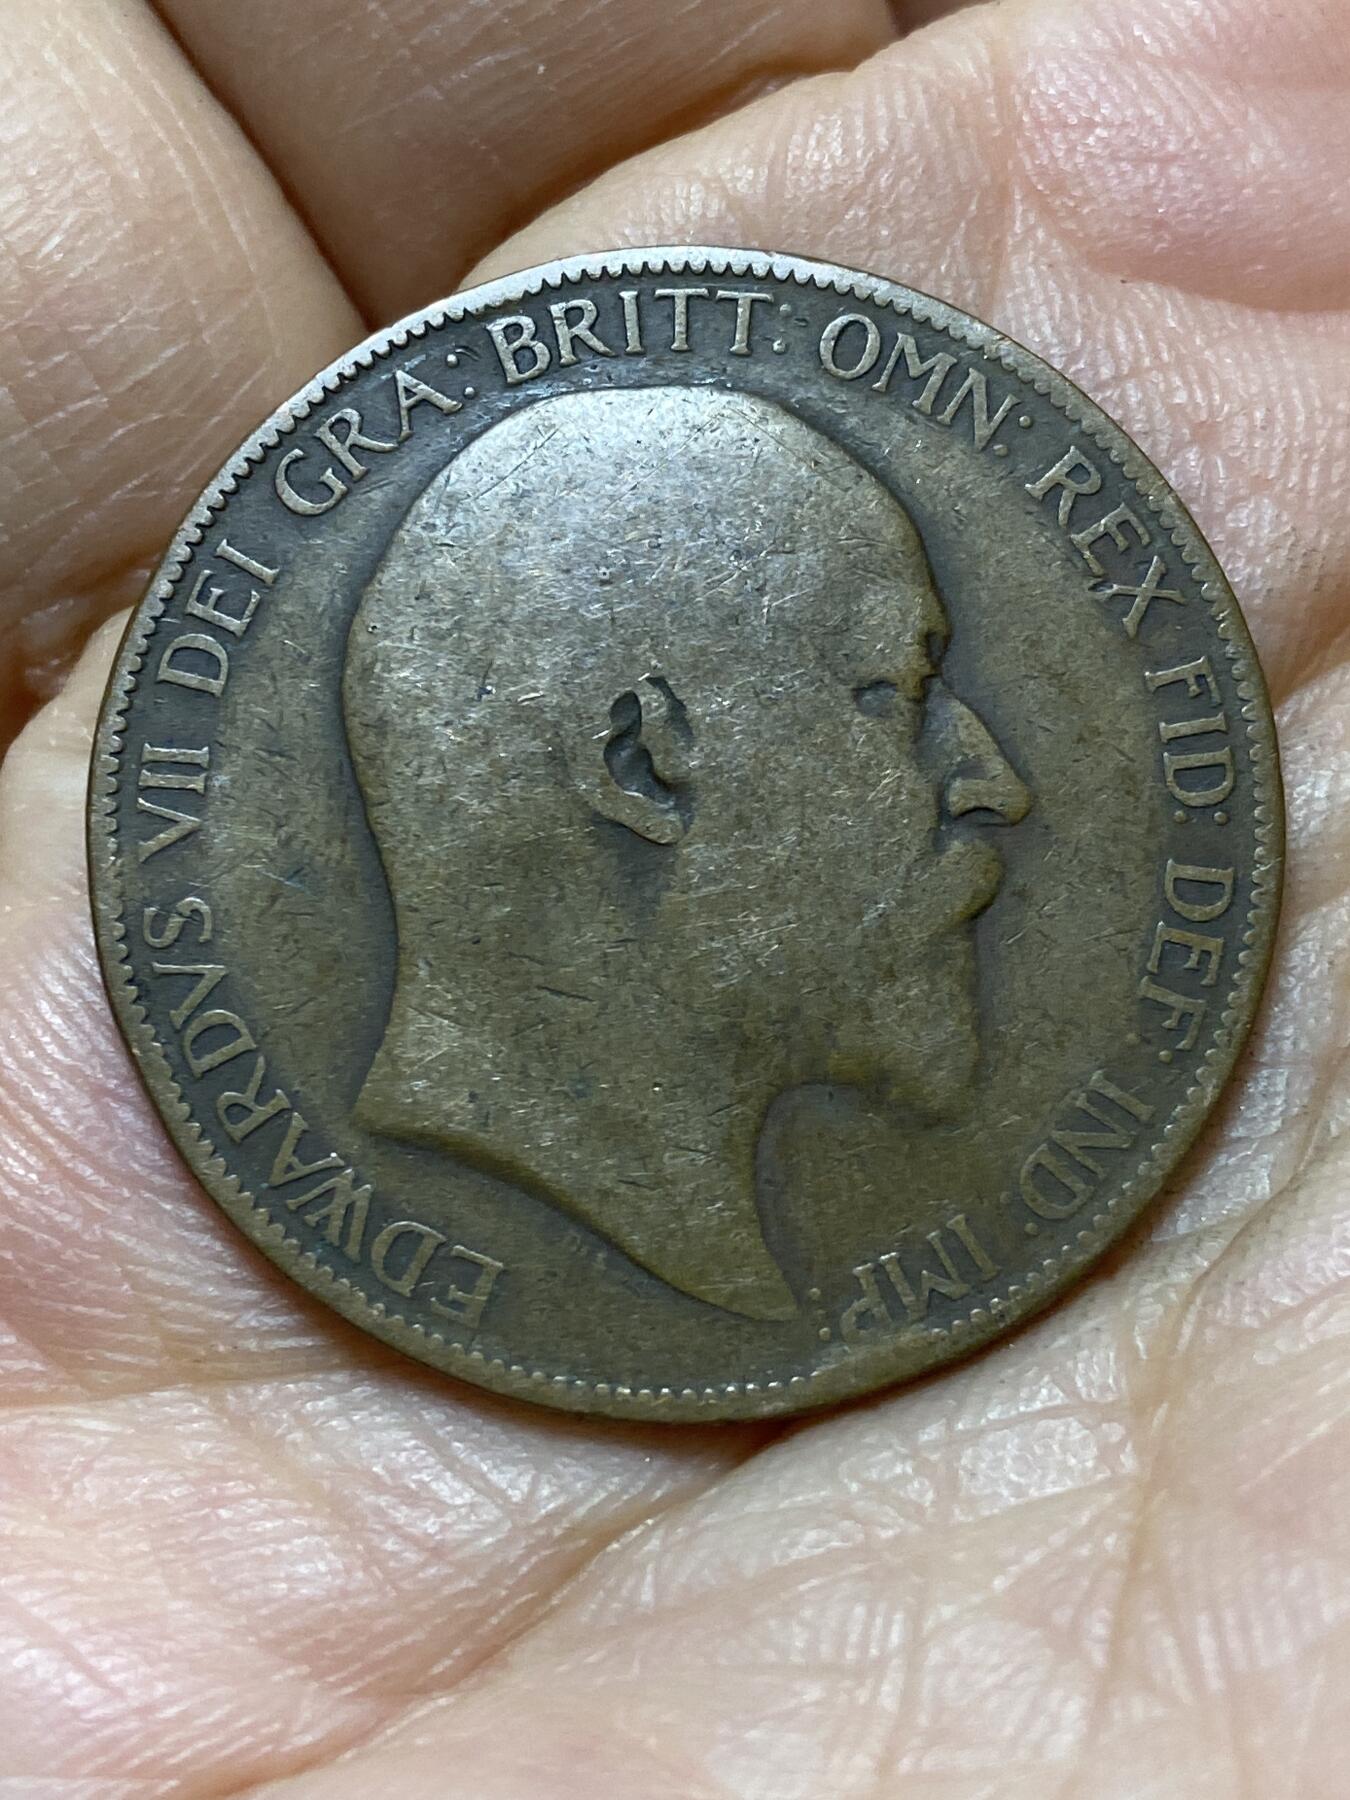 EDWARDVS VII DEI GRA: BRITT: OMN: REX FID: DEF: IND: IMP: